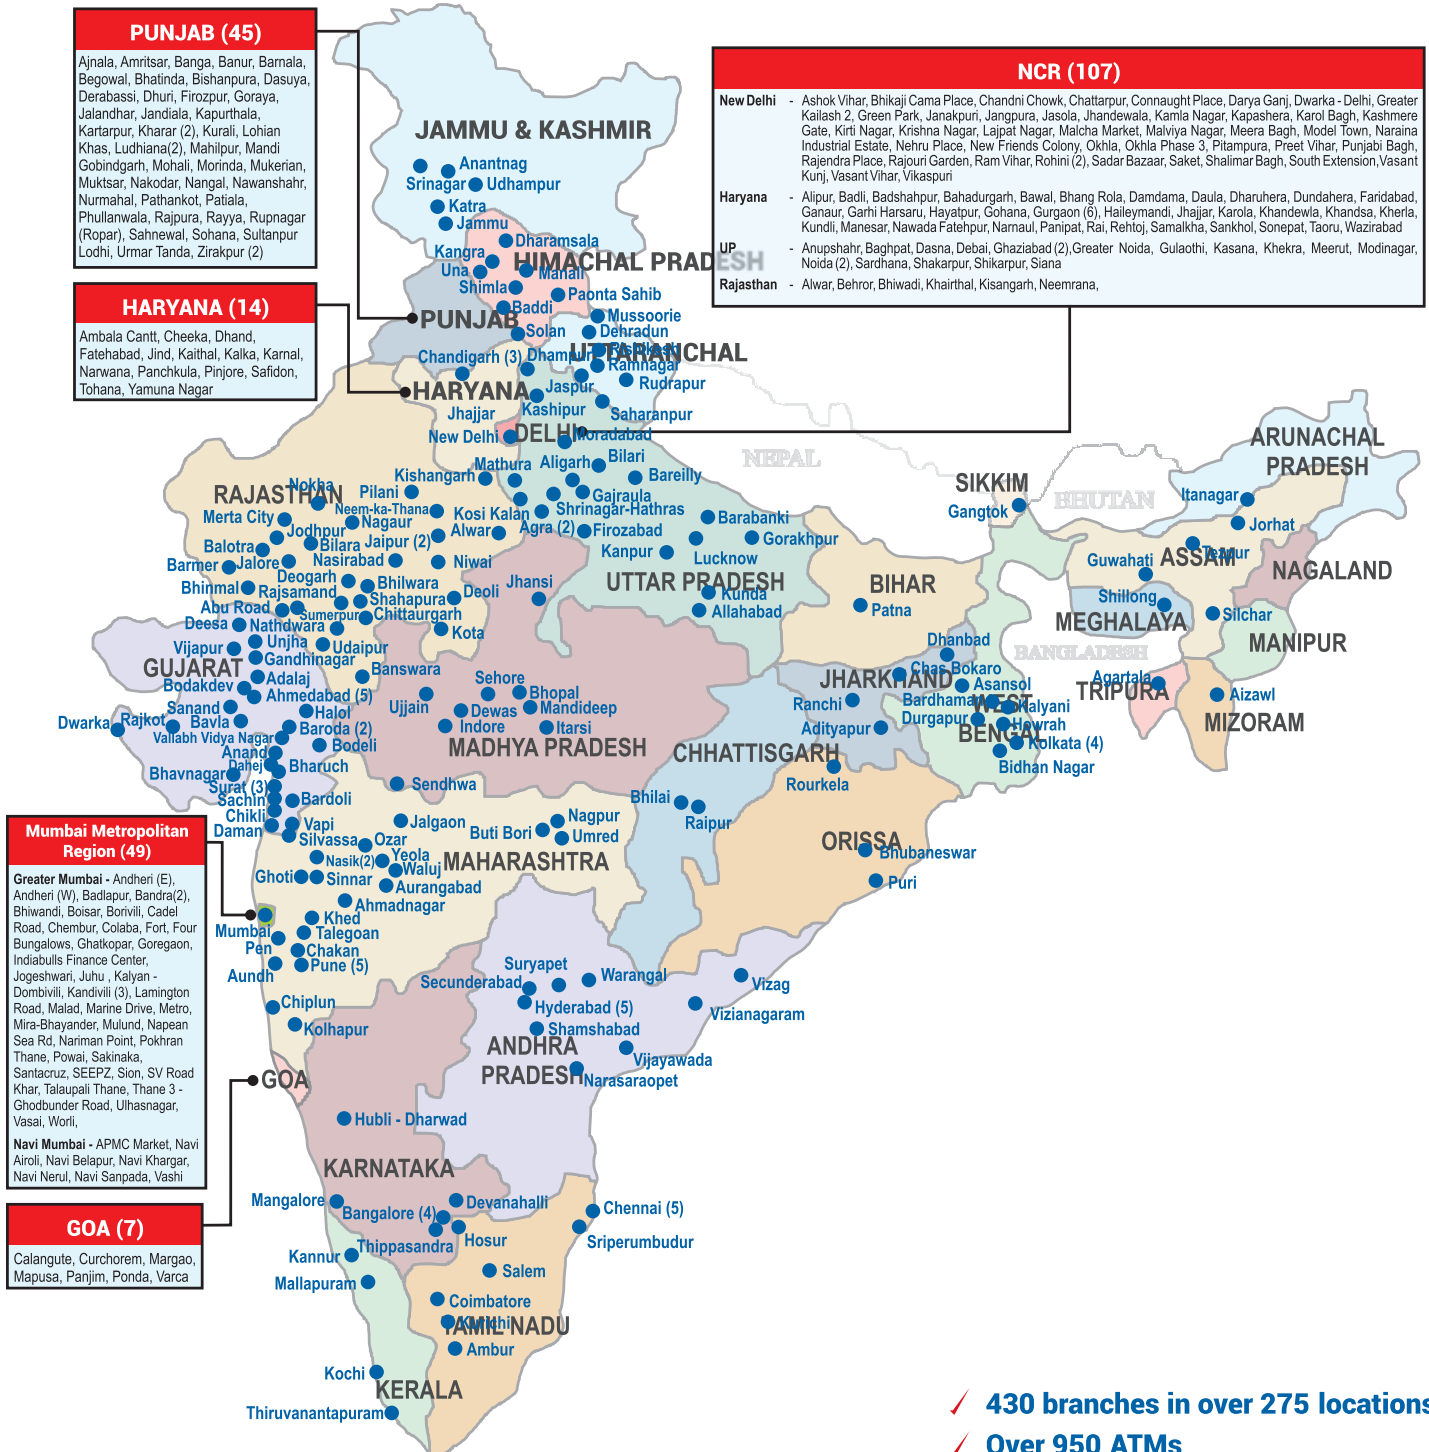 PUNJAB (45)
Ajnala, Amritsar, Banga, Banur, Barnala,
Begowal, Bhatinda, Bishanpura, Dasuya,
Derabassi, Dhuri, Firozpur, Goraya,
Jalandhar, Jandiala, Kapurthala,
Kartarpur, Kharar (2), Kurali, Lohian
Khas, Ludhiana(2), Mahilpur, Mandi
Gobindgarh, Mohali, Morinda, Mukerian,
Muktsar, Nakodar, Nangal, Nawanshahr,
Nurmahal, Pathankot, Patiala,
Phullanwala, Rajpura, Rayya, Rupnagar
(Ropar), Sahnewal, Sohana, Sultanpur
Lodhi, Urmar Tanda, Zirakpur (2)
HARYANA (14)
Ambala Cantt, Cheeka, Dhand,
Fatehabad, Jind, Kaithal, Kalka, Karnal,
Narwana, Panchkula, Pinjore, Safidon,
Tohana, Yamuna Nagar
NCR (107)
New Delhi - Ashok Vihar, Bhikaji Cama Place, Chandni Chowk, Chattarpur, Connaught Place, Darya Ganj, Dwarka - Delhi, Greater
Kailash 2, Green Park, Janakpuri, Jangpura, Jasola, Jhandewala, Kamla Nagar, Kapashera, Karol Bagh, Kashmere
Gate, Kirti Nagar, Krishna Nagar, Lajpat Nagar, Malcha Market, Malviya Nagar, Meera Bagh, Model Town, Naraina
Industrial Estate, Nehru Place, New Friends Colony, Okhla, Okhla Phase 3, Pitampura, Preet Vihar, Punjabi Bagh,
Rajendra Place, Rajouri Garden, Ram Vihar, Rohini (2), Sadar Bazaar, Saket, Shalimar Bagh, South Extension,Vasant
Kunj, Vasant Vihar, Vikaspuri
Haryana - Alipur, Badli, Badshahpur, Bahadurgarh, Bawal, Bhang Rola, Damdama, Daula, Dharuhera, Dundahera, Faridabad,
Ganaur, Garhi Harsaru, Hayatpur, Gohana, Gurgaon (6), Haileymandi, Jhajjar, Karola, Khandewla, Khandsa, Kherla,
Kundli, Manesar, Nawada Fatehpur, Narnaul, Panipat, Rai, Rehtoj, Samalkha, Sankhol, Sonepat, Taoru, Wazirabad
UP - Anupshahr, Baghpat, Dasna, Debai, Ghaziabad (2),Greater Noida, Gulaothi, Kasana, Khekra, Meerut, Modinagar,
Noida (2), Sardhana, Shakarpur, Shikarpur, Siana
Rajasthan - Alwar, Behror, Bhiwadi, Khairthal, Kisangarh, Neemrana,
JAMMU & KASHMIR
Anantnag
Srinagar
Udhampur
Katra
Jammu
Dharamsala
Kangra
HIMACHAL PRADESH
Una
Manali
Shimla
Paonta Sahib
Baddi
Mussoorie
PUNJAB
Solan
Dehradun
Rishikesh
UTTARANCHAL
Chandigarh (3)
Dhampur
Ramnagar
Rudrapur
HARYANA
Jaspur
Kashipur
Saharanpur
Jhajjar
New Delhi
DELHI
Moradabad
NEPAL
Mathura
Aligarh
Bilari
Kishangarh
Bareilly
RAJASTHAN
Nokha
Pilani
Gajraula
Neem-ka-Thana
Kosi Kalan
Shrinagar-Hathras
Merta City
Nagaur
Agra (2)
Firozabad
Barabanki
Jodhpur
Jaipur (2)
Alwar
Gorakhpur
Balotra
Bilara
Kanpur
Lucknow
Barmer
Jalore
Nasirabad
Niwai
Deogarh
Bhinmal
Rajsamand
Bhilwara
Jhansi
UTTAR PRADESH
Deoli
Kunda
Abu Road
Shahapura
Allahabad
Sumerpur
Chittaurgarh
Deesa
Nathdwara
Kota
Vijapur
Unjha
Udaipur
GUJARAT
Gandhinagar
Banswara
Adalaj
Bodakdev
Ahmedabad (5)
Sanand
Halol
Dwarka
Rajkot
Bavla
Baroda (2)
Vallabh Vidya Nagar
Bodeli
Anand
Dahej
Bharuch
Bhavnagar
Surat (3)
Sachin
Bardoli
Chikli
Daman
Vapi
Silvassa
Sehore
Bhopal
Ujjain
Dewas
Mandideep
Indore
Itarsi
MADHYA PRADESH
Sendhwa
SIKKIM
Gangtok
BHUTAN
ARUNACHAL
PRADESH
Itanagar
Jorhat
ASSAM
Tezpur
Guwahati
NAGALAND
Shillong
MEGHALAYA
Silchar
MANIPUR
BANGLADESH
Agartala
TRIPURA
Aizawl
MIZORAM
BIHAR
Patna
Dhanbad
JHARKHAND
Chas Bokaro
Asansol
Ranchi
Bardhaman
WEST
BENGAL
Kalyani
Durgapur
Howrah
Adityapur
Kolkata (4)
Bidhan Nagar
CHHATTISGARH
Rourkela
Bhilai
Raipur
ORISSA
Bhubaneswar
Puri
Jalgaon
Nagpur
Buti Bori
Umred
Ozar
MAHARASHTRA
Nasik(2)
Yeola
Waluj
Ghoti
Sinnar
Aurangabad
Ahmadnagar
Khed
Mumbai
Talegoan
Pen
Chakan
Pune (5)
Aundh
Chiplun
Kolhapur
Mumbai Metropolitan
Region (49)
Greater Mumbai - Andheri (E),
Andheri (W), Badlapur, Bandra(2),
Bhiwandi, Boisar, Borivili, Cadel
Road, Chembur, Colaba, Fort, Four
Bungalows, Ghatkopar, Goregaon,
Indiabulls Finance Center,
Jogeshwari, Juhu , Kalyan -
Dombivili, Kandivili (3), Lamington
Road, Malad, Marine Drive, Metro,
Mira-Bhayander, Mulund, Napean
Sea Rd, Nariman Point, Pokhran
Thane, Powai, Sakinaka,
Santacruz, SEEPZ, Sion, SV Road
Khar, Talaupali Thane, Thane 3 -
Ghodbunder Road, Ulhasnagar,
Vasai, Worli,
Navi Mumbai - APMC Market, Navi
Airoli, Navi Belapur, Navi Khargar,
Navi Nerul, Navi Sanpada, Vashi
GOA (7)
Calangute, Curchorem, Margao,
Mapusa, Panjim, Ponda, Varca
GOA
Suryapet
Secunderabad
Warangal
Vizag
Hyderabad (5)
Vizianagaram
Shamshabad
ANDHRA
PRADESH
Vijayawada
Narasaraopet
Hubli - Dharwad
KARNATAKA
Mangalore
Devanahalli
Bangalore (4)
Chennai (5)
Thippasandra
Hosur
Sriperumbudur
Kannur
Salem
Mallapuram
Coimbatore
Kurichi
TAMIL NADU
Ambur
Kochi
KERALA
Thiruvanantapuram
430 branches in over 275 locations
Over 950 ATMs